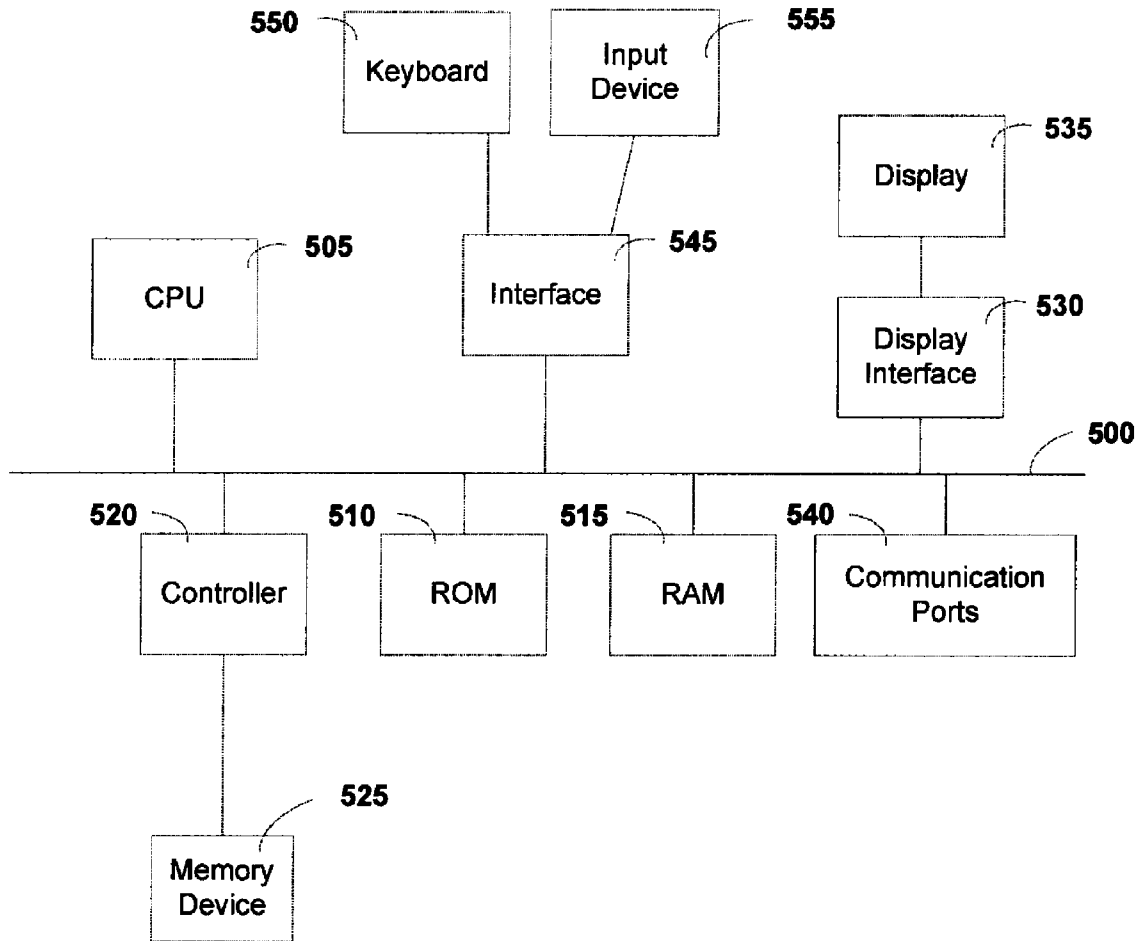 550
Keyboard
555
Input
Device
535
Display
505
CPU
545
Interface
530
Display
Interface
500
520
Controller
510
ROM
515
RAM
540
Communication
Ports
525
Memory
Device